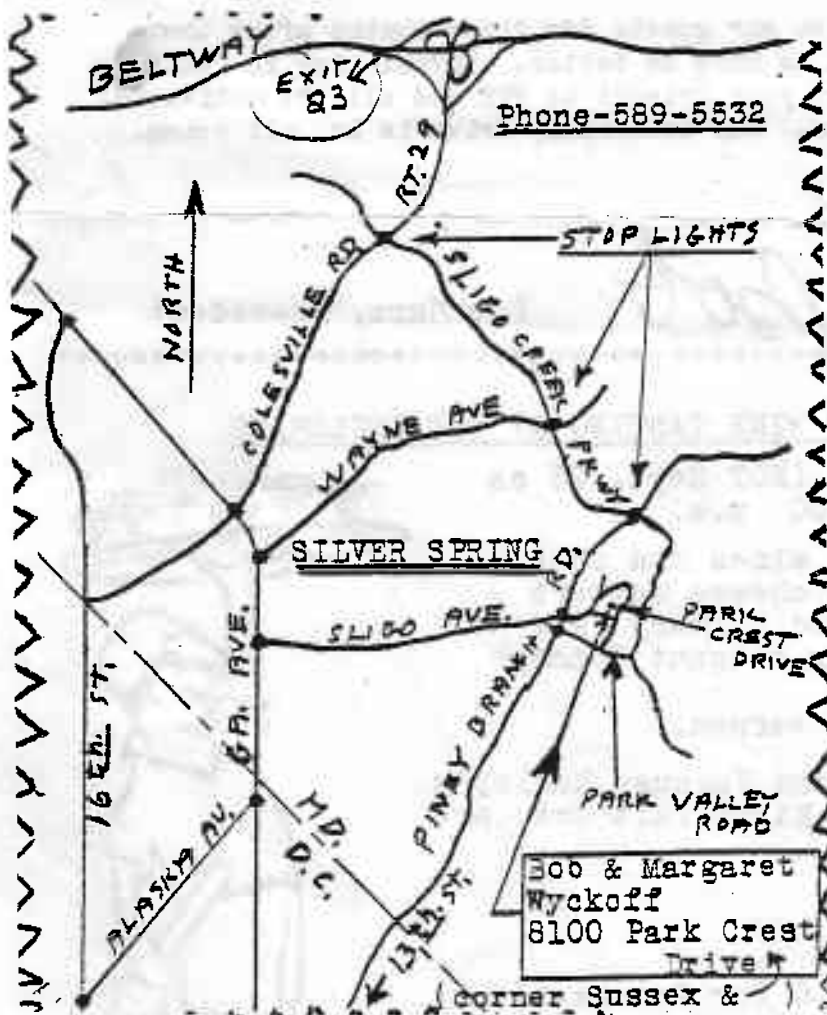 BELTWAY
EXIT
23
Phone-589-5532
RT. 29
NORTH
STOP LIGHTS
COLESVILLE RD
SLIGO CREEK PKWY
WAYNE AVE
SILVER SPRING
SLIGO AVE.
PARK
CREST
DRIVE
16th. ST.
GA. AVE.
PINEY BRANCH RD.
PARK VALLEY
ROAD
ALASKA AV.
MD.
D.C.
13th. ST.
Bob & Margaret
Wyckoff
8100 Park Crest
Drive
(corner Sussex &